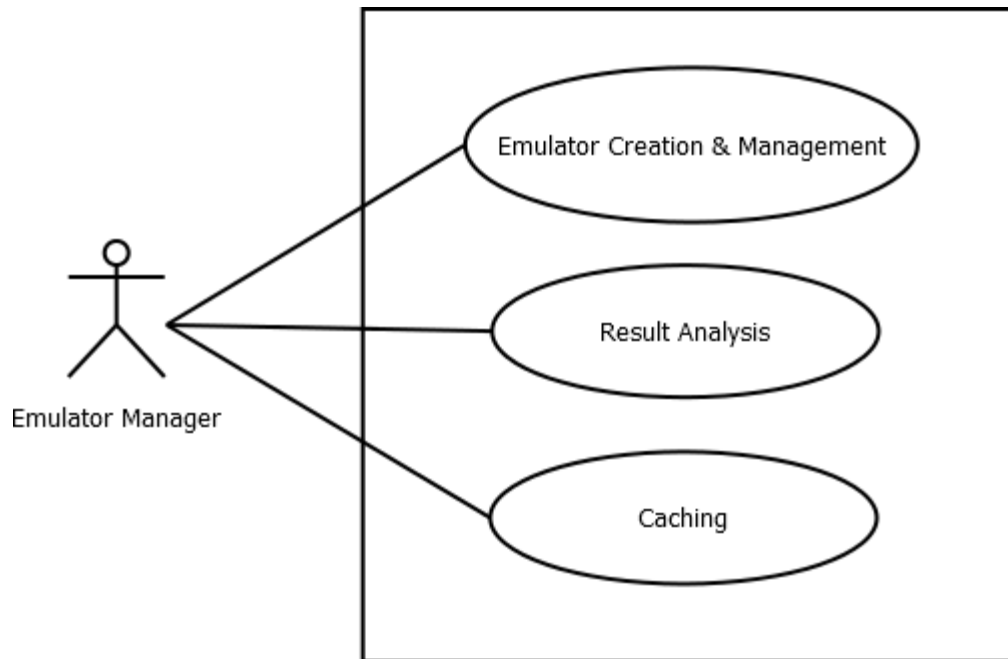 Emulator Creation & Management
Result Analysis
Emulator Manager
Caching